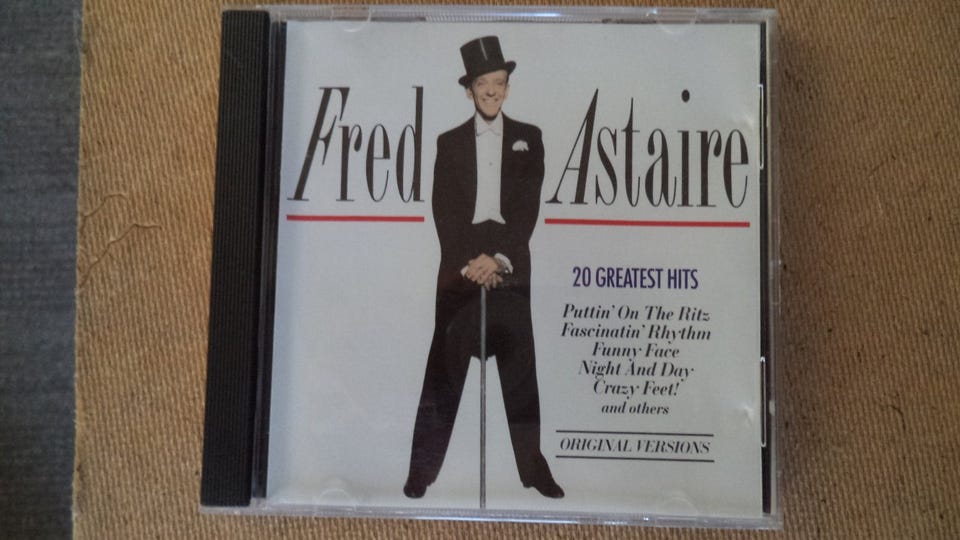 Fred Astaire
20 GREATEST HITS
Puttin' On The Ritz
Fascinatin' Rhythm
Funny Face
Night And Day
Crazy Feet!
and others
ORIGINAL VERSIONS